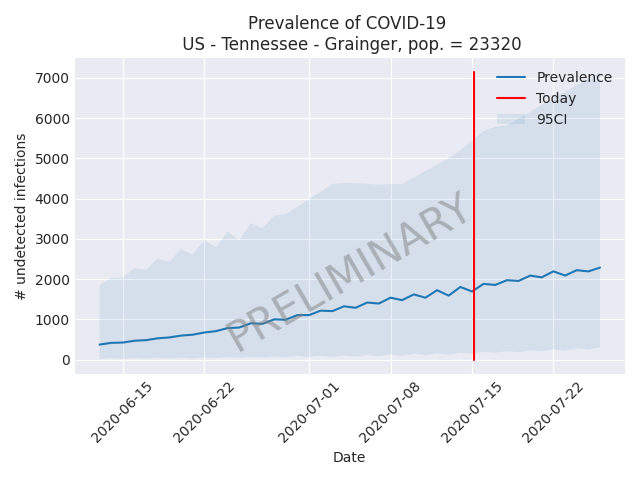 Prevalence of COVID-19
US - Tennessee - Grainger, pop. = 23320
7000
6000
5000
4000
3000
2000
1000
0
# undetected infections
Prevalence
Today
95CI
PRELIMINARY
2020-06-15
2020-06-22
2020-07-01
2020-07-08
2020-07-15
2020-07-22
Date